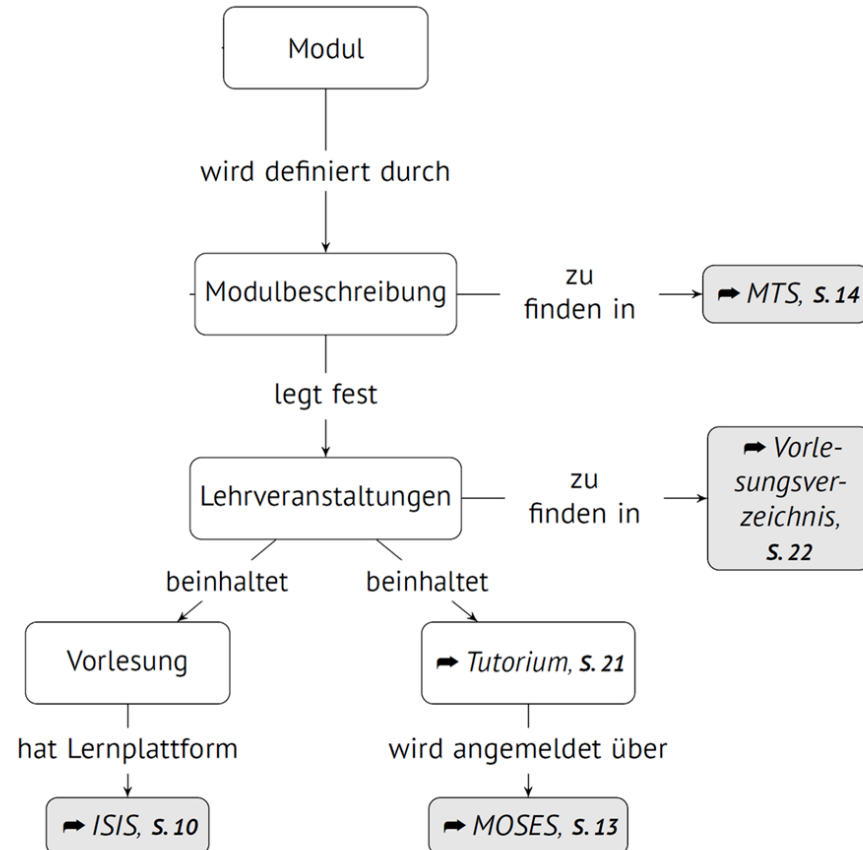 Modul
wird definiert durch
Modulbeschreibung
zu
finden in
➦ MTS, S. 14
legt fest
Lehrveranstaltungen
zu
finden in
➦ Vorle-
sungsver-
zeichnis,
S. 22
beinhaltet
beinhaltet
Vorlesung
➦ Tutorium, S. 21
hat Lernplattform
wird angemeldet über
➦ ISIS, S. 10
➦ MOSES, S. 13